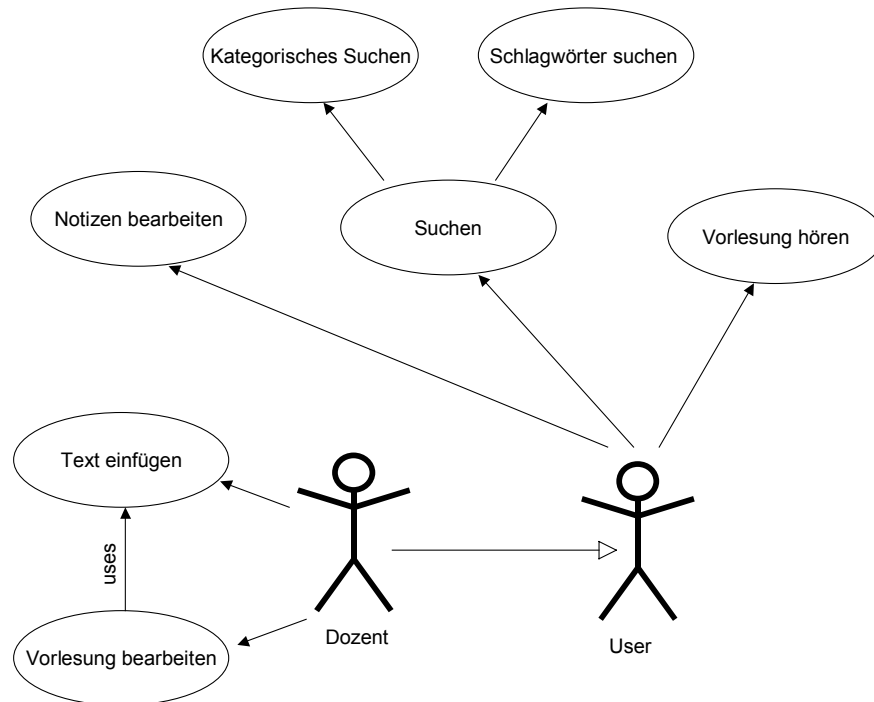 Kategorisches Suchen
Schlagwörter suchen
Notizen bearbeiten
Suchen
Vorlesung hören
Text einfügen
uses
Vorlesung bearbeiten
Dozent
User